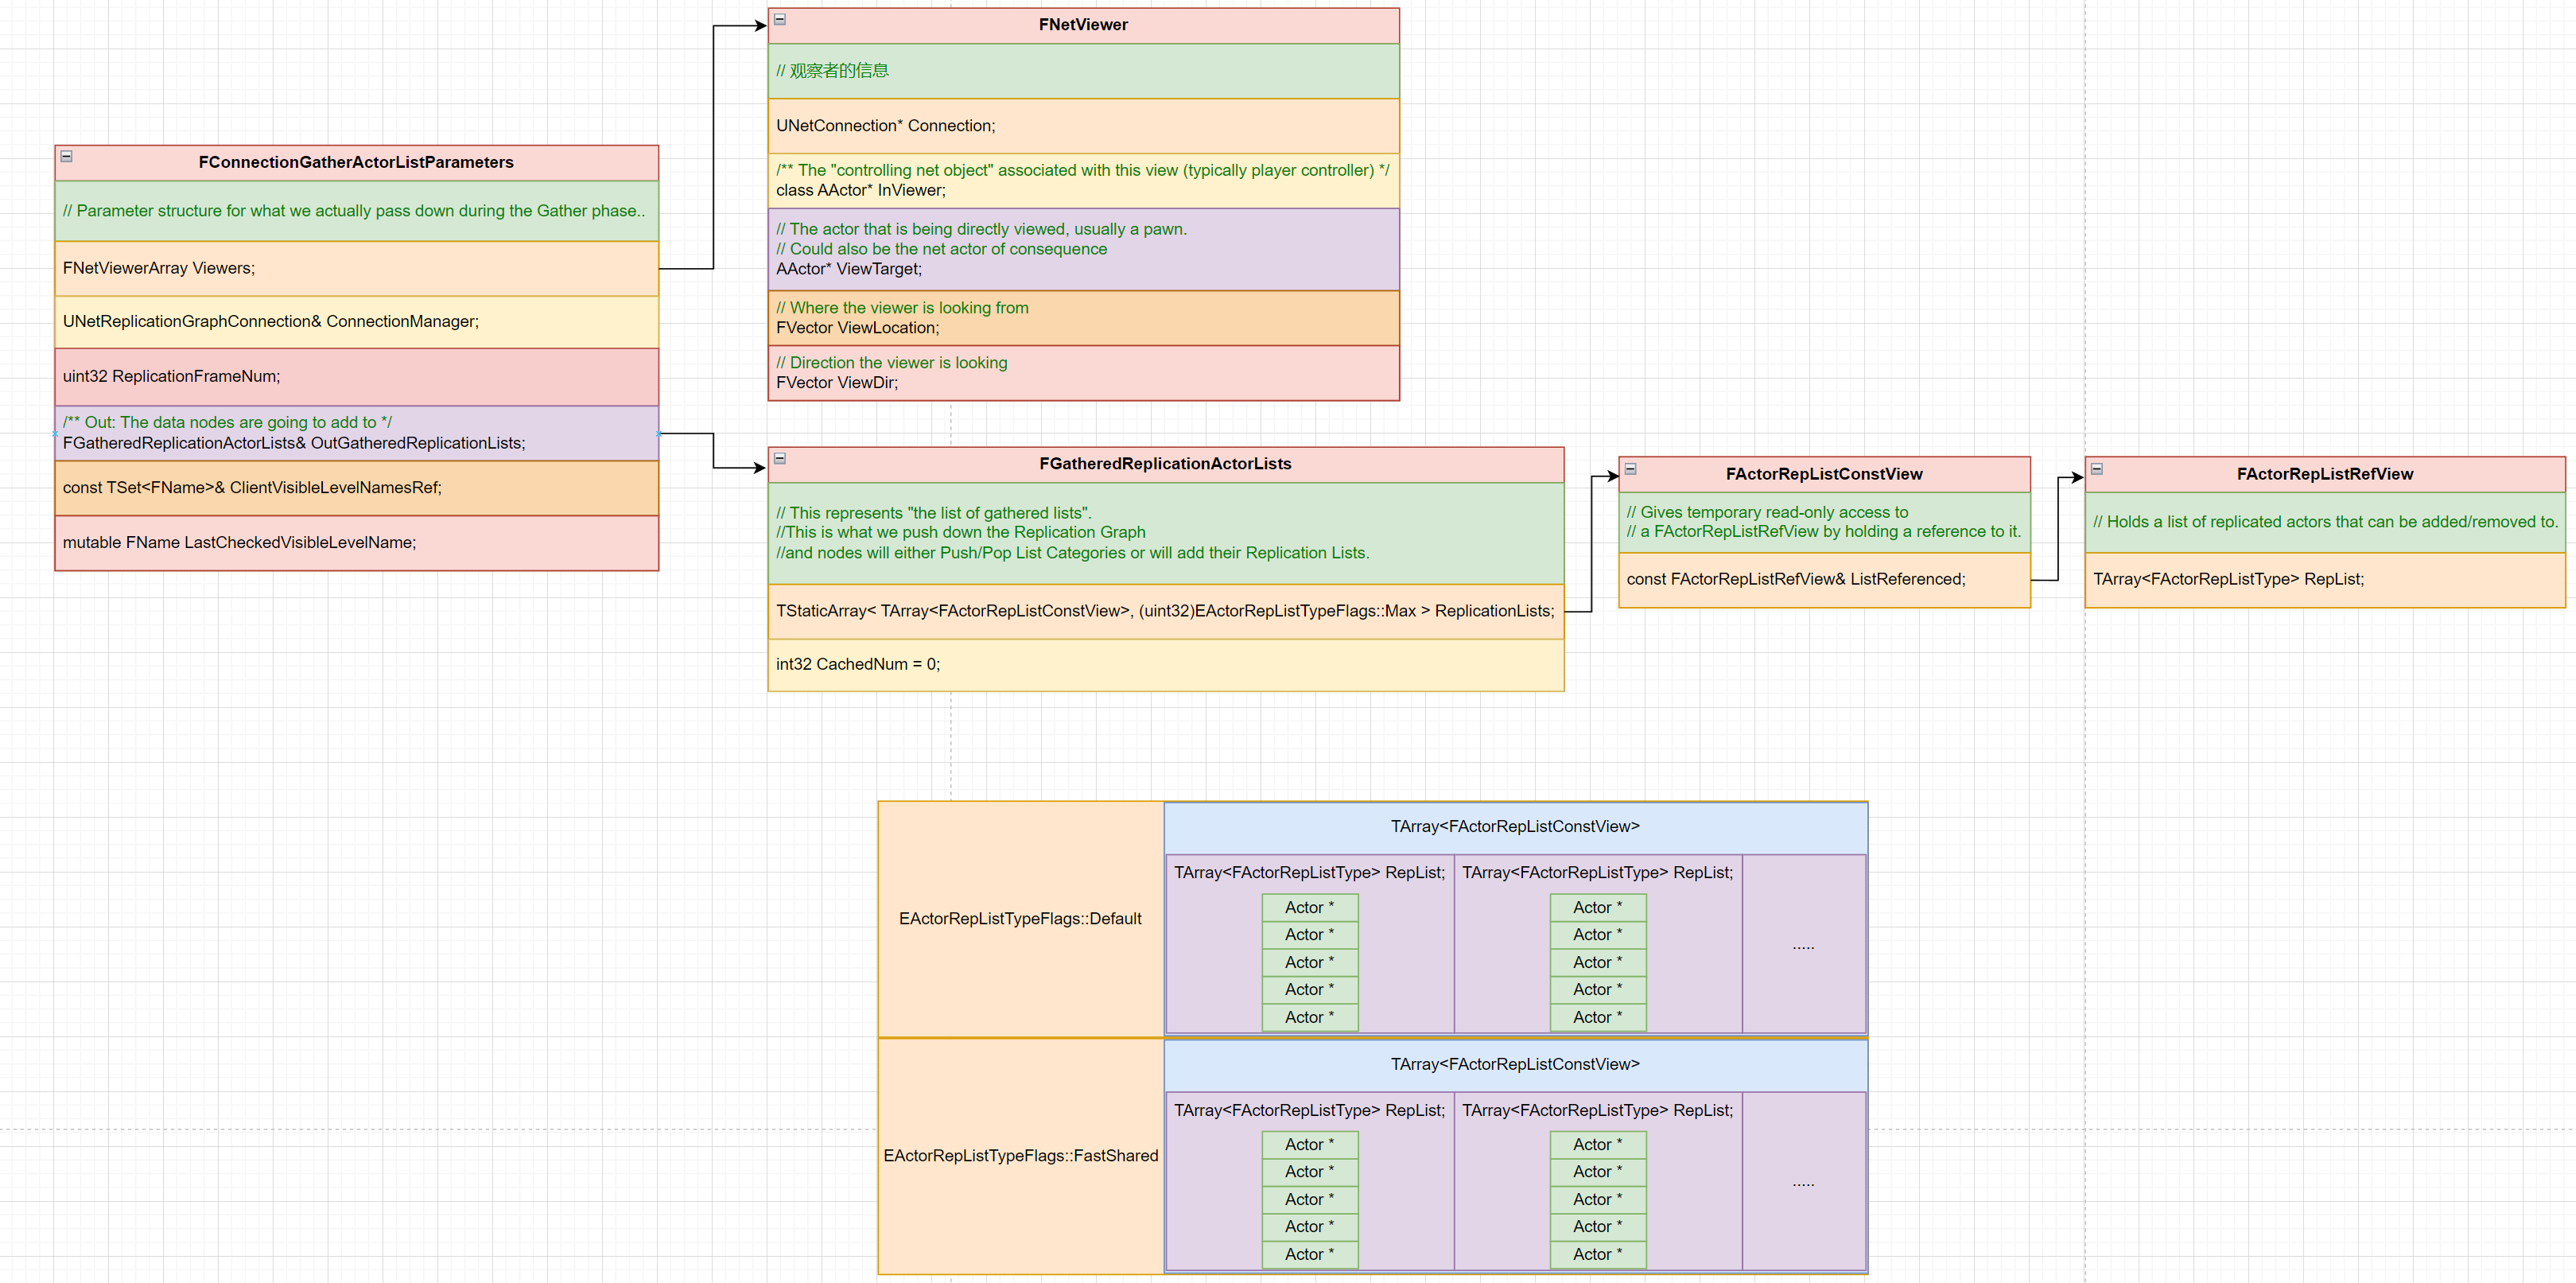 FNetViewer
// 观察者的信息
UNetConnection* Connection;
/** The "controlling net object" associated with this view (typically player controller) */
class AActor* InViewer;
// The actor that is being directly viewed, usually a pawn.
// Could also be the net actor of consequence
AActor* ViewTarget;
// Where the viewer is looking from
FVector ViewLocation;
// Direction the viewer is looking
FVector ViewDir;
FConnectionGatherActorListParameters
// Parameter structure for what we actually pass down during the Gather phase..
FNetViewerArray Viewers;
UNetReplicationGraphConnection& ConnectionManager;
uint32 ReplicationFrameNum;
/** Out: The data nodes are going to add to */
FGatheredReplicationActorLists& OutGatheredReplicationLists;
const TSet<FName>& ClientVisibleLevelNamesRef;
mutable FName LastCheckedVisibleLevelName;
FGatheredReplicationActorLists
// This represents "the list of gathered lists".
//This is what we push down the Replication Graph
//and nodes will either Push/Pop List Categories or will add their Replication Lists.
TStaticArray< TArray<FActorRepListConstView>, (uint32)EActorRepListTypeFlags::Max > ReplicationLists;
int32 CachedNum = 0;
FActorRepListConstView
// Gives temporary read-only access to
// a FActorRepListRefView by holding a reference to it.
const FActorRepListRefView& ListReferenced;
FActorRepListRefView
// Holds a list of replicated actors that can be added/removed to.
TArray<FActorRepListType> RepList;
EActorRepListTypeFlags::Default
TArray<FActorRepListConstView>
TArray<FActorRepListType> RepList;
Actor *
Actor *
Actor *
Actor *
Actor *
TArray<FActorRepListType> RepList;
Actor *
Actor *
Actor *
Actor *
Actor *
.....
EActorRepListTypeFlags::FastShared
TArray<FActorRepListConstView>
TArray<FActorRepListType> RepList;
Actor *
Actor *
Actor *
Actor *
Actor *
TArray<FActorRepListType> RepList;
Actor *
Actor *
Actor *
Actor *
Actor *
.....